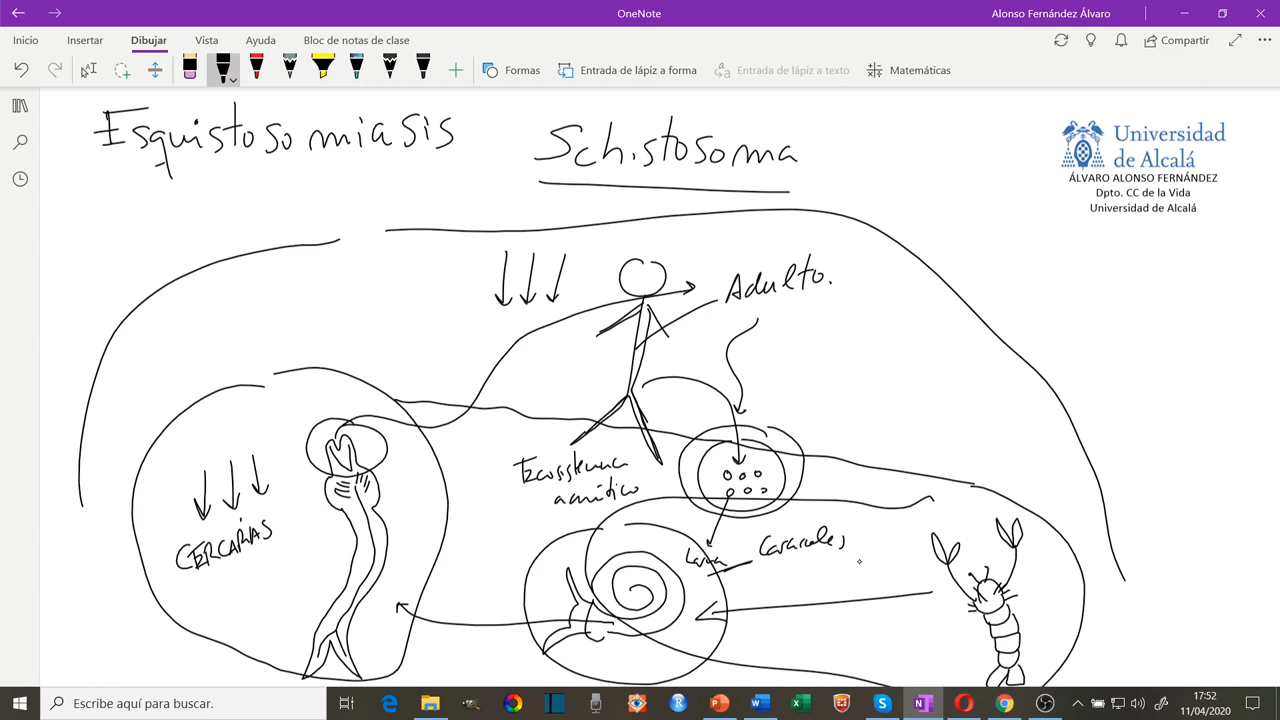 OneNote
Alonso Fernández Álvaro
Inicio
Insertar
Dibujar
Vista
Ayuda
Bloc de notas de clase
Compartir
Formas
Entrada de lápiz a forma
Entrada de lápiz a texto
Matemáticas
Esquistosomiasis
Schistosoma
Universidad
de Alcalá
ÁLVARO ALONSO FERNÁNDEZ
Dpto. CC de la Vida
Universidad de Alcalá
Adulto.
Ecosistema
acuático
CERCARIAS
Larva
Caracoles
Escribe aquí para buscar.
17:52
11/04/2020